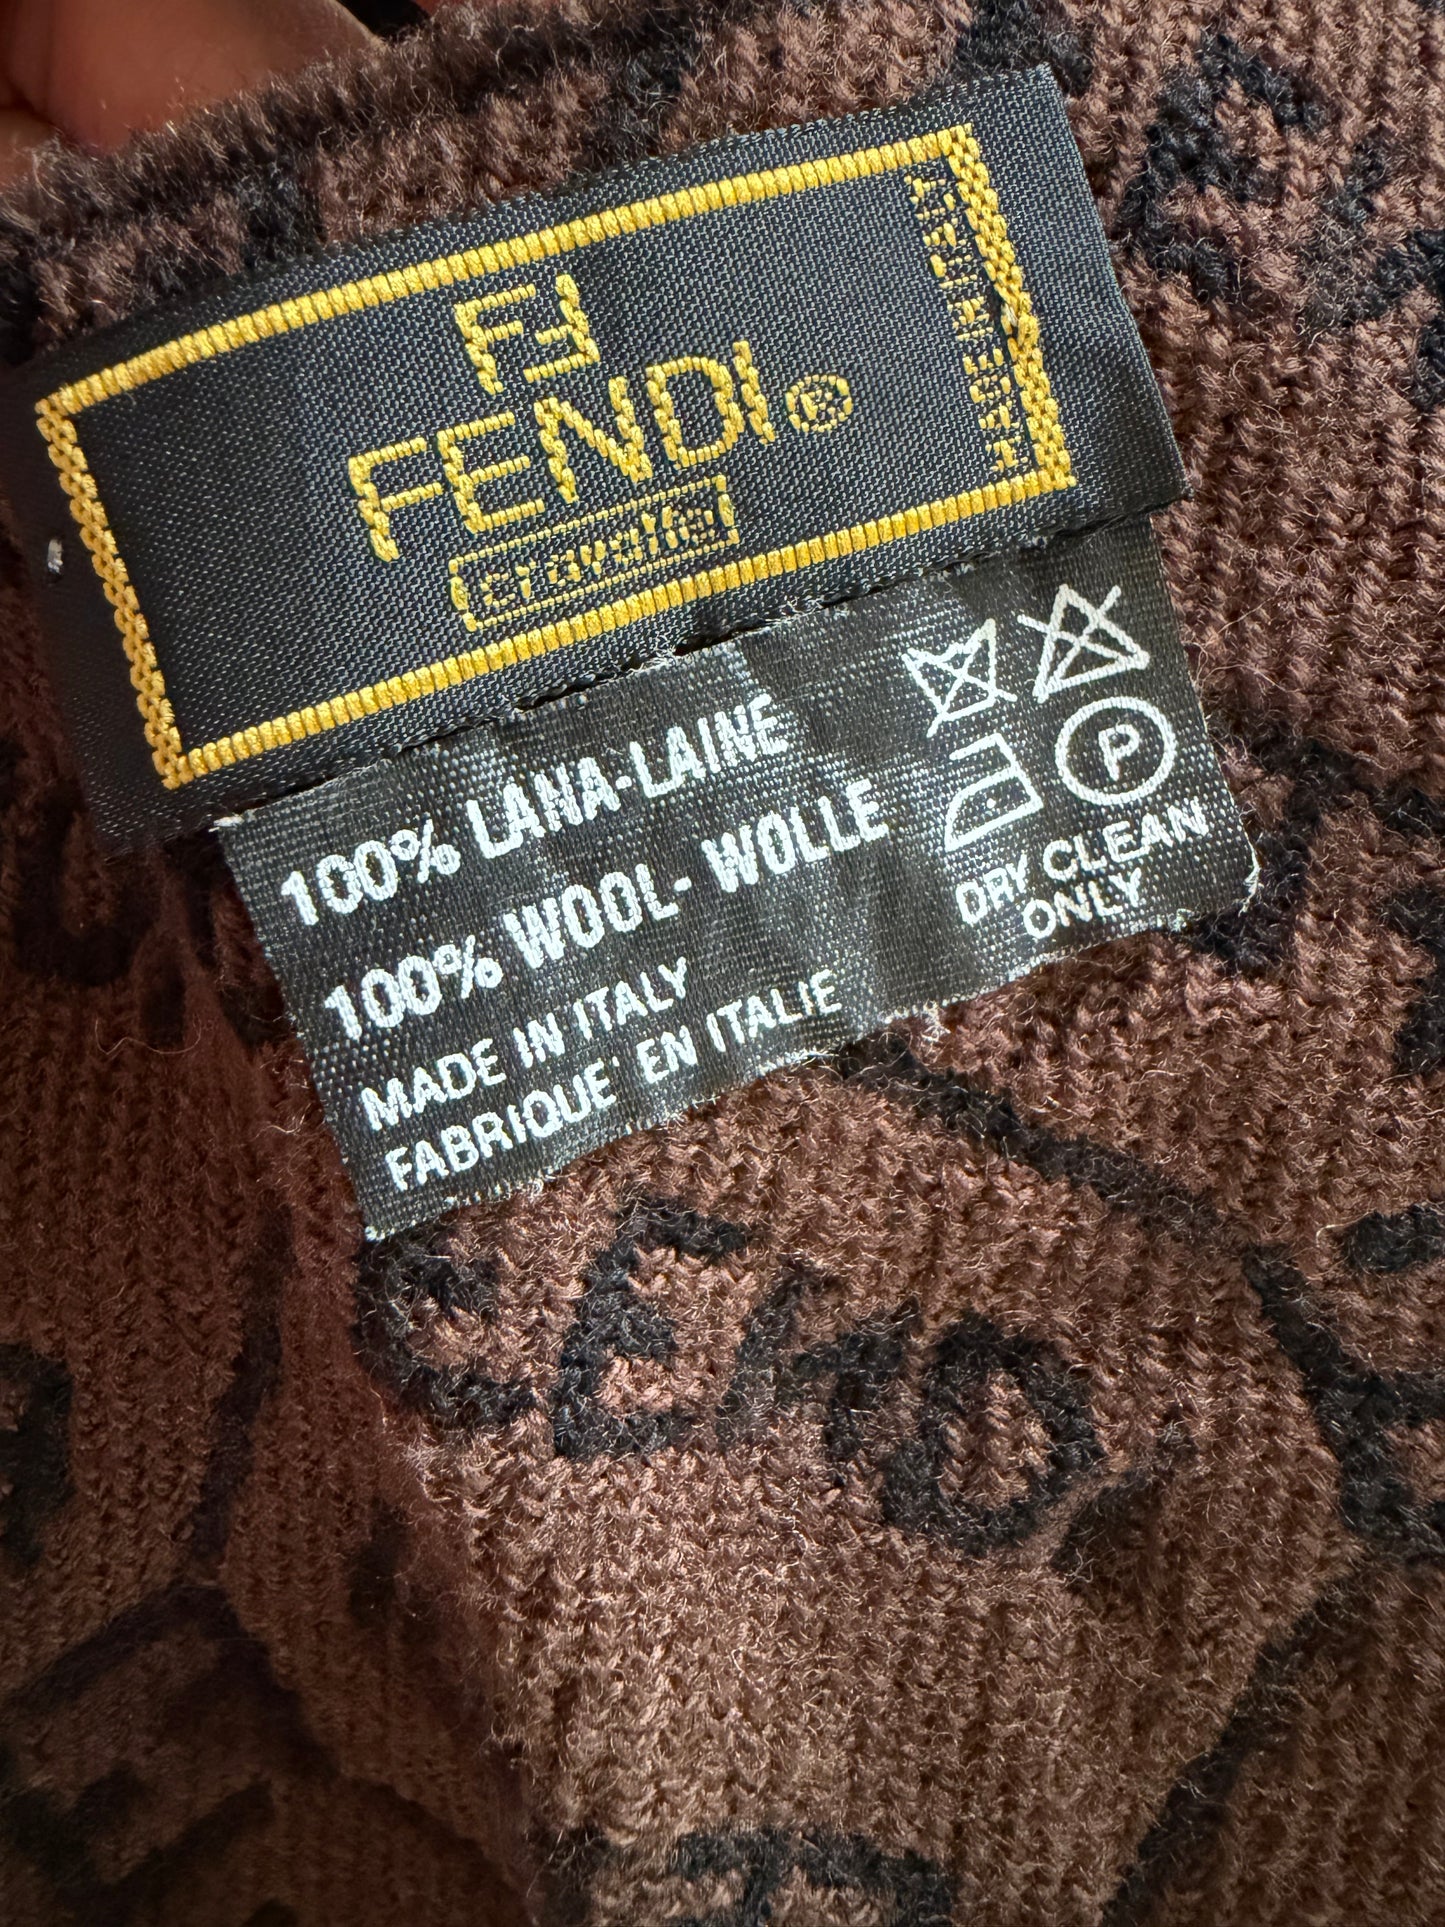 FF
FENDI®
cravatte
MADE IN ITALY
100% LANA-LAINE
100% WOOL- WOLLE
MADE IN ITALY
FABRIQUE' EN ITALIE
P
DRY CLEAN
ONLY